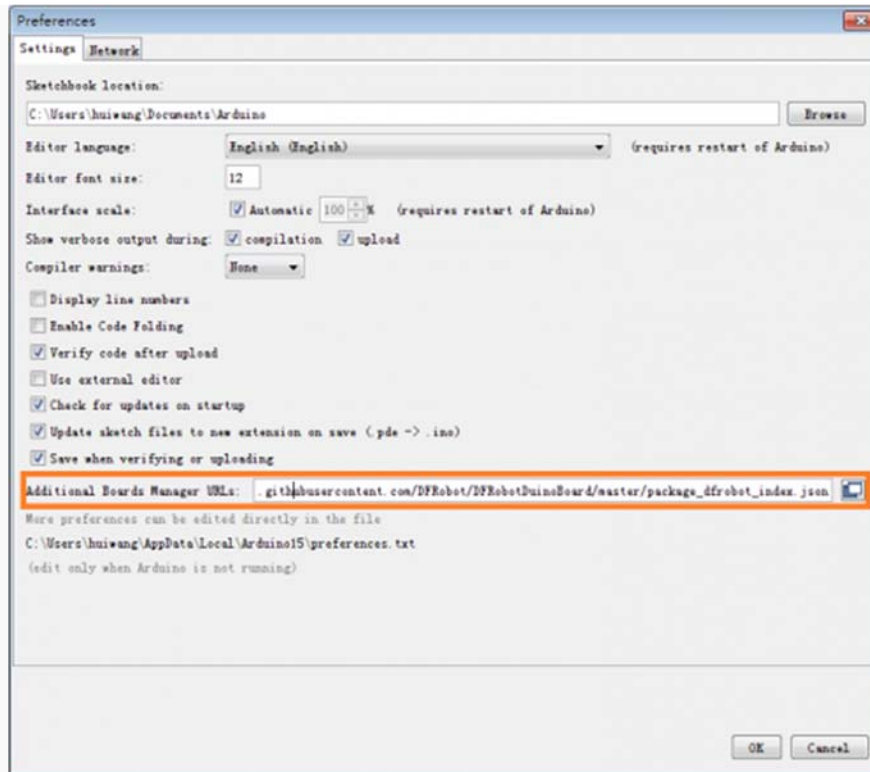 Preferences
Settings Network
Sketchbook location:
C:\Users\huiwang\Documents\Arduino Browse
Editor language: English (English) (requires restart of Arduino)
Editor font size: 12
Interface scale: Automatic 100 % (requires restart of Arduino)
Show verbose output during: compilation upload
Compiler warnings: None
Display line numbers
Enable Code Folding
Verify code after upload
Use external editor
Check for updates on startup
Update sketch files to new extension on save (.pde -> .ino)
Save when verifying or uploading
Additional Boards Manager URLs: .githubusercontent.com/DFRobot/DFRobotDuinoBoard/master/package_dfrobot_index.json
More preferences can be edited directly in the file
C:\Users\huiwang\AppData\Local\Arduino15\preferences.txt
(edit only when Arduino is not running)
OK Cancel